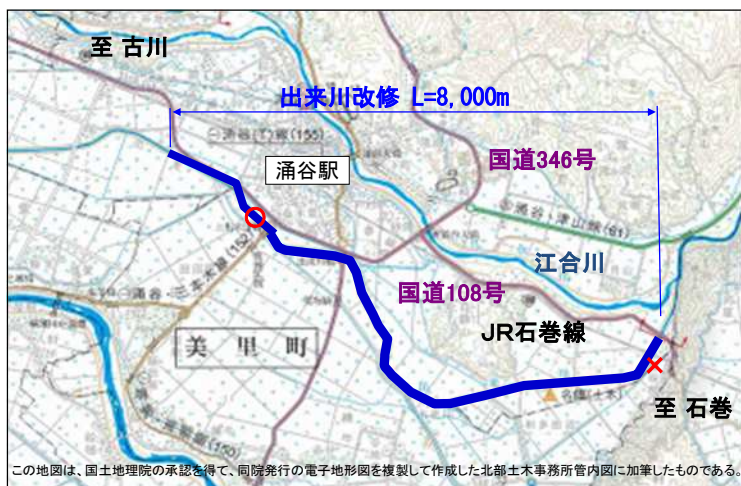 至 古川
出来川改修 L=8,000m
涌谷駅
国道346号
江合川
国道108号
美 里 町
JR石巻線
至 石巻
この地図は、国土地理院の承認を得て、同院発行の電子地形図を複製して作成した北部土木事務所管内図に加筆したものである。